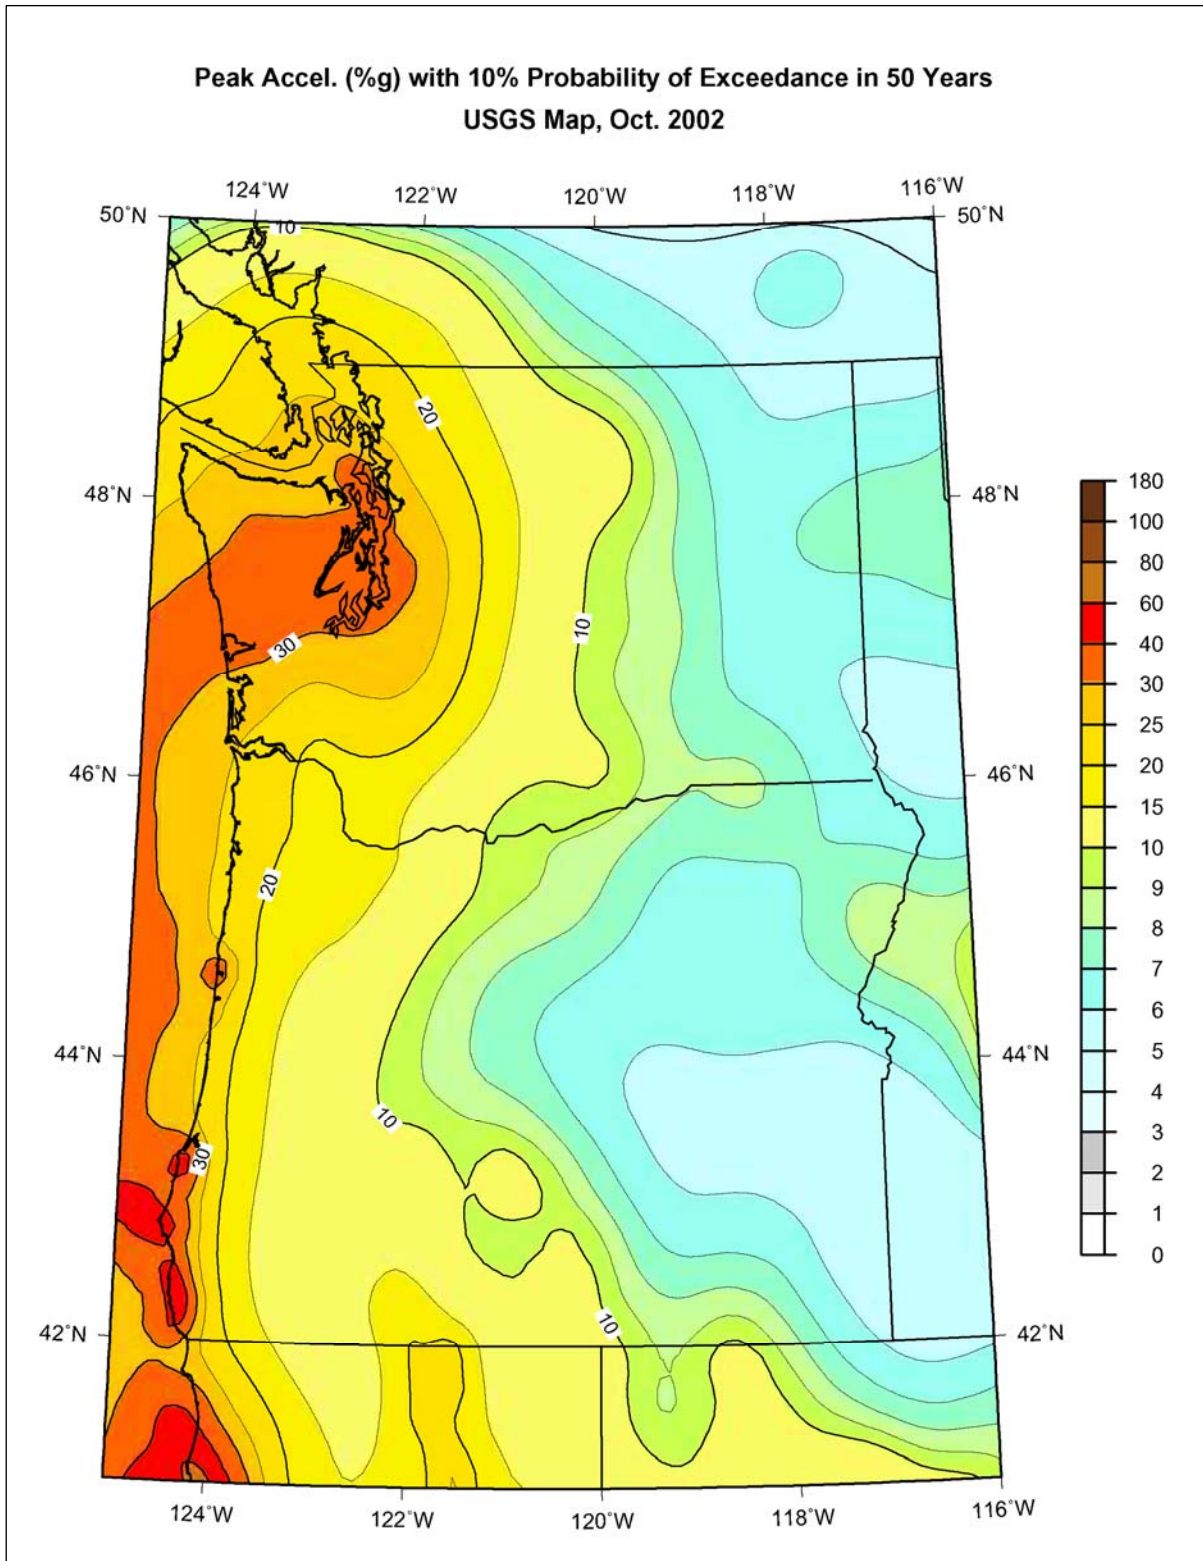 Peak Accel. (%g) with 10% Probability of Exceedance in 50 Years
USGS Map, Oct. 2002
124˚W
122˚W
120˚W
118˚W
116˚W
50˚N
50˚N
10
20
48˚N
48˚N
10
30
46˚N
46˚N
20
44˚N
44˚N
10
30
10
42˚N
42˚N
124˚W
122˚W
120˚W
118˚W
116˚W
180
100
80
60
40
30
25
20
15
10
9
8
7
6
5
4
3
2
1
0